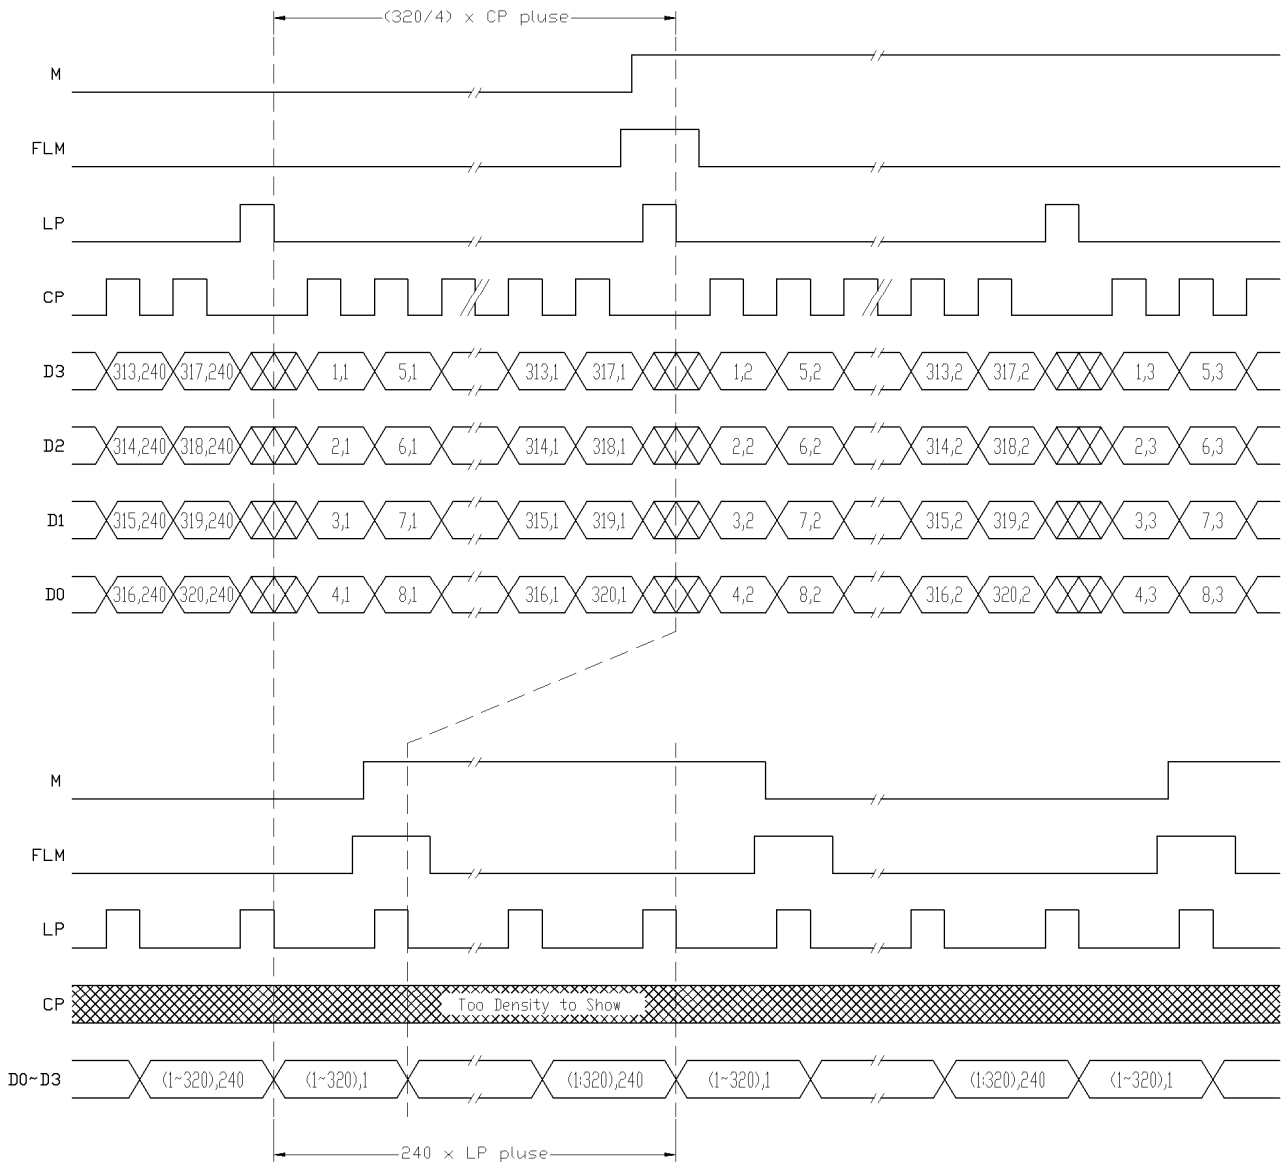 (320/4) x CP pluse
M
FLM
LP
CP
D3 313,240 317,240 1,1 5,1 313,1 317,1 1,2 5,2 313,2 317,2 1,3 5,3
D2 314,240 318,240 2,1 6,1 314,1 318,1 2,2 6,2 314,2 318,2 2,3 6,3
D1 315,240 319,240 3,1 7,1 315,1 319,1 3,2 7,2 315,2 319,2 3,3 7,3
D0 316,240 320,240 4,1 8,1 316,1 320,1 4,2 8,2 316,2 320,2 4,3 8,3
M
FLM
LP
CP Too Density to Show
D0~D3 (1~320),240 (1~320),1 (1:320),240 (1~320),1 (1:320),240 (1~320),1
240 x LP pluse